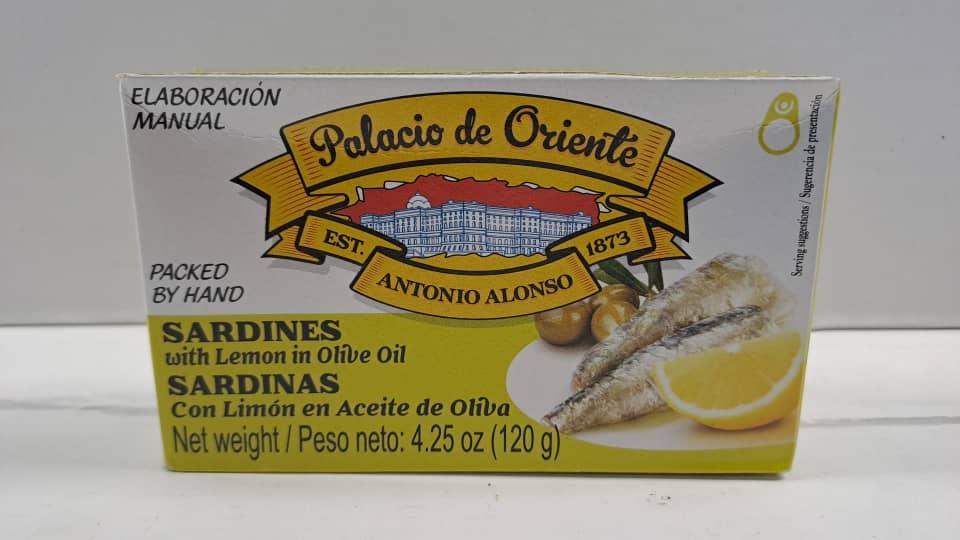 ELABORACIÓN
MANUAL
Palacio de Oriente
EST.
1873
ANTONIO ALONSO
PACKED
BY HAND
SARDINES
with Lemon in Olive Oil
SARDINAS
Con Limón en Aceite de Oliva
Net weight / Peso neto: 4.25 oz (120 g)
Serving suggestions / Sugerencia de presentación